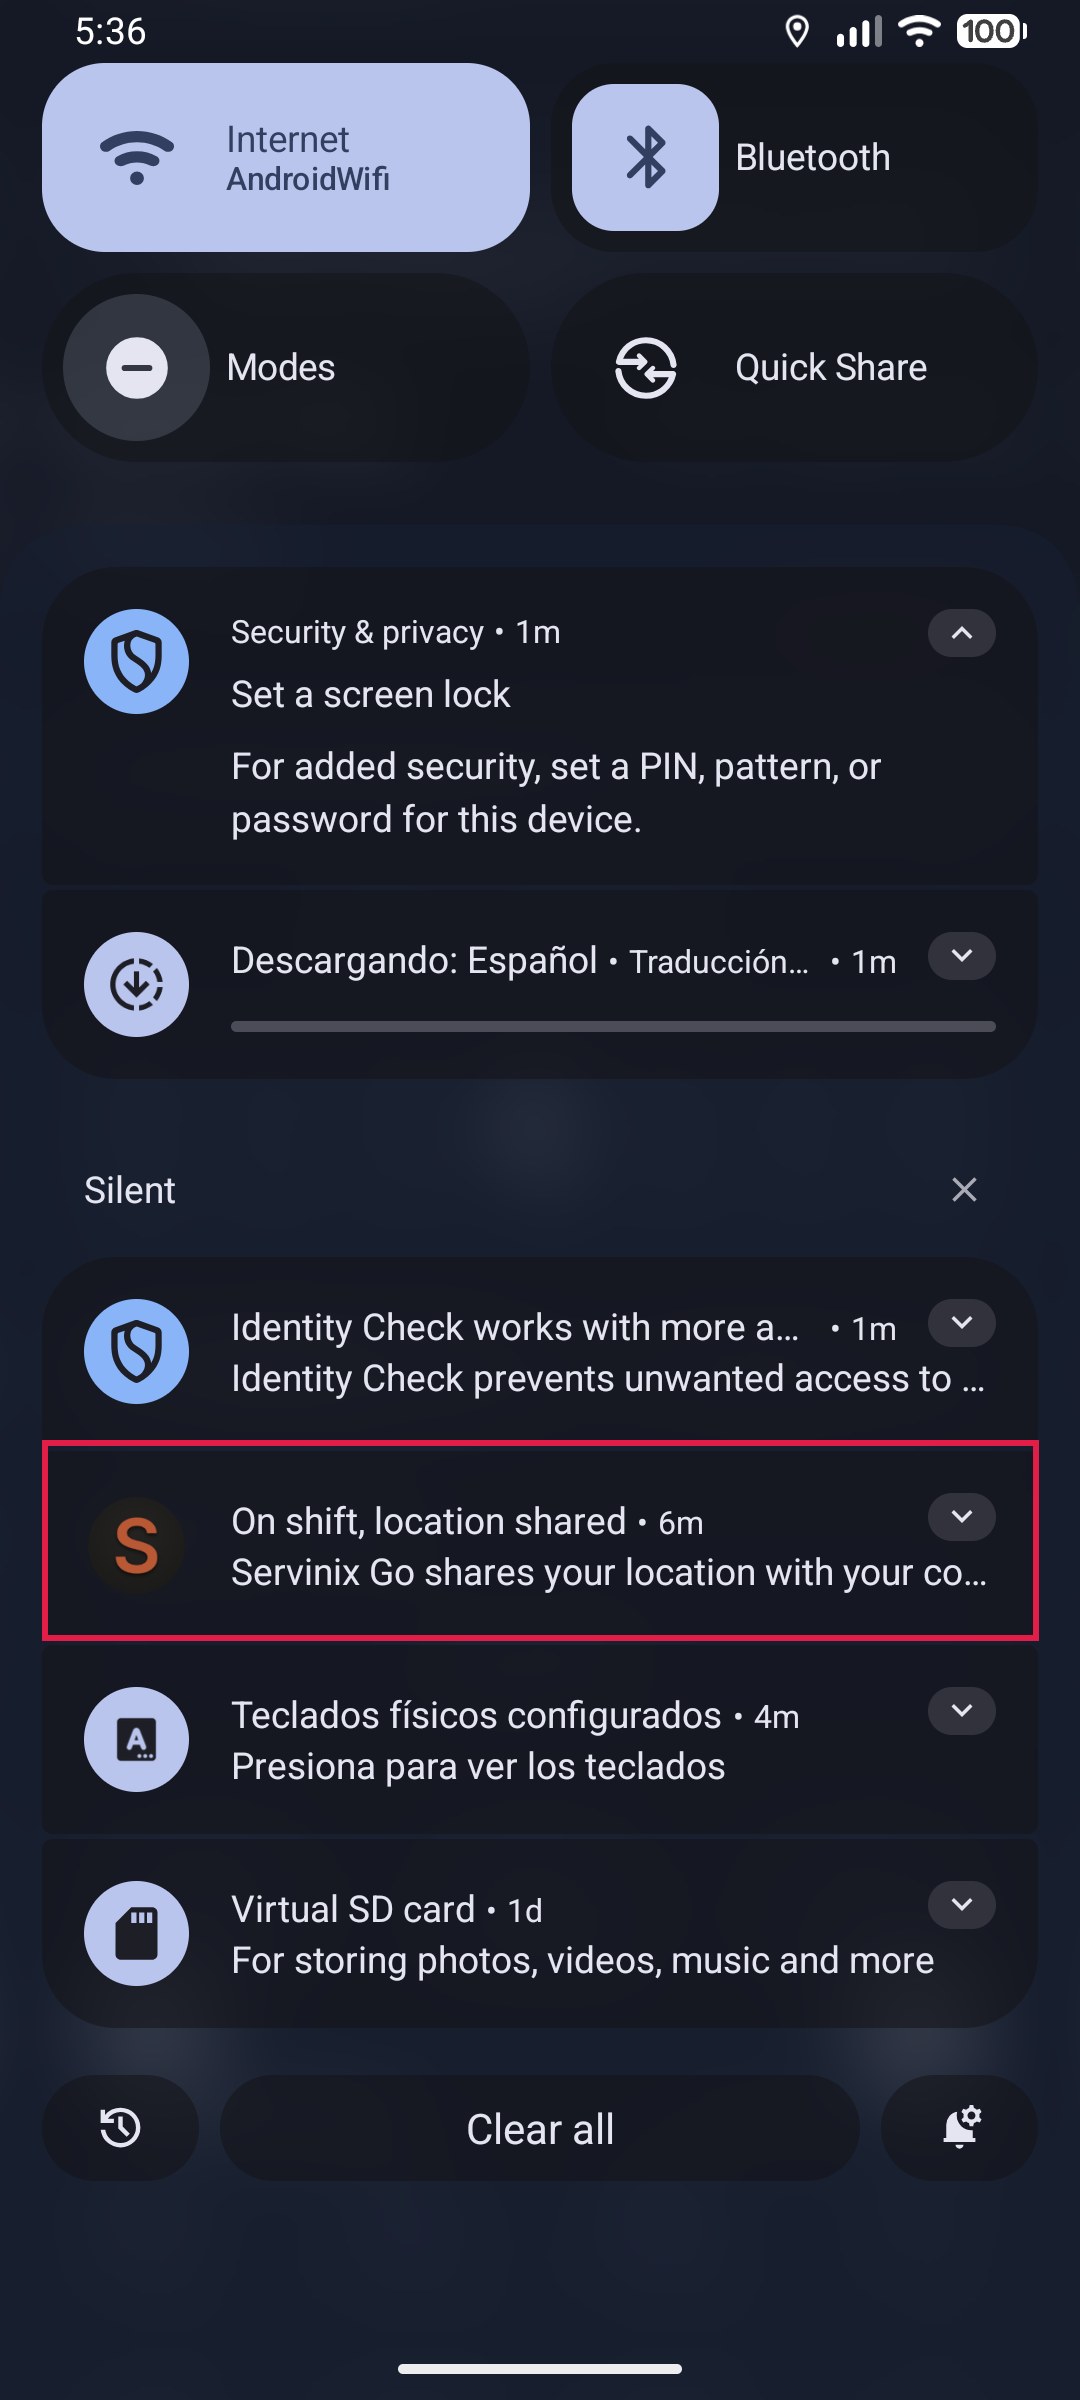 5:36
100
Internet
AndroidWifi
Bluetooth
Modes
Quick Share
Security & privacy • 1m
Set a screen lock
For added security, set a PIN, pattern, or
password for this device.
Descargando: Español • Traducción… • 1m
Silent
Identity Check works with more a… • 1m
Identity Check prevents unwanted access to …
S
On shift, location shared • 6m
Servinix Go shares your location with your co…
A
Teclados físicos configurados • 4m
Presiona para ver los teclados
Virtual SD card • 1d
For storing photos, videos, music and more
Clear all